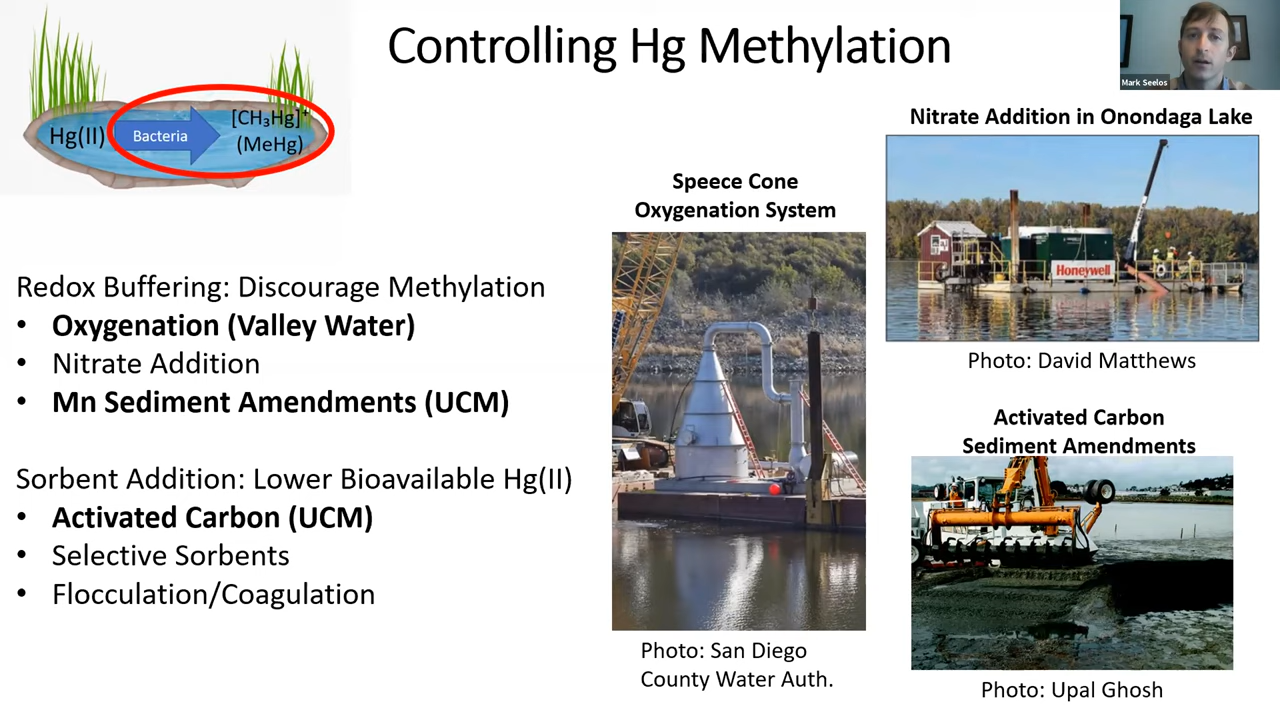 Controlling Hg Methylation
Mark Seelos
Hg(II)
Bacteria
[CH₃Hg]⁺
(MeHg)
Redox Buffering: Discourage Methylation
• Oxygenation (Valley Water)
• Nitrate Addition
• Mn Sediment Amendments (UCM)
Sorbent Addition: Lower Bioavailable Hg(II)
• Activated Carbon (UCM)
• Selective Sorbents
• Flocculation/Coagulation
Speece Cone
Oxygenation System
Photo: San Diego
County Water Auth.
Nitrate Addition in Onondaga Lake
Honeywell
Photo: David Matthews
Activated Carbon
Sediment Amendments
Photo: Upal Ghosh